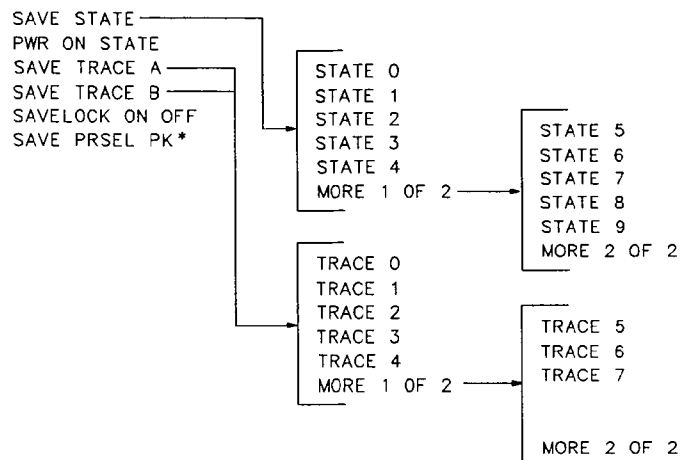 SAVE STATE
PWR ON STATE
SAVE TRACE A
SAVE TRACE B
SAVELOCK ON OFF
SAVE PRSEL PK*
STATE 0
STATE 1
STATE 2
STATE 3
STATE 4
MORE 1 OF 2
STATE 5
STATE 6
STATE 7
STATE 8
STATE 9
MORE 2 OF 2
TRACE 0
TRACE 1
TRACE 2
TRACE 3
TRACE 4
MORE 1 OF 2
TRACE 5
TRACE 6
TRACE 7
MORE 2 OF 2